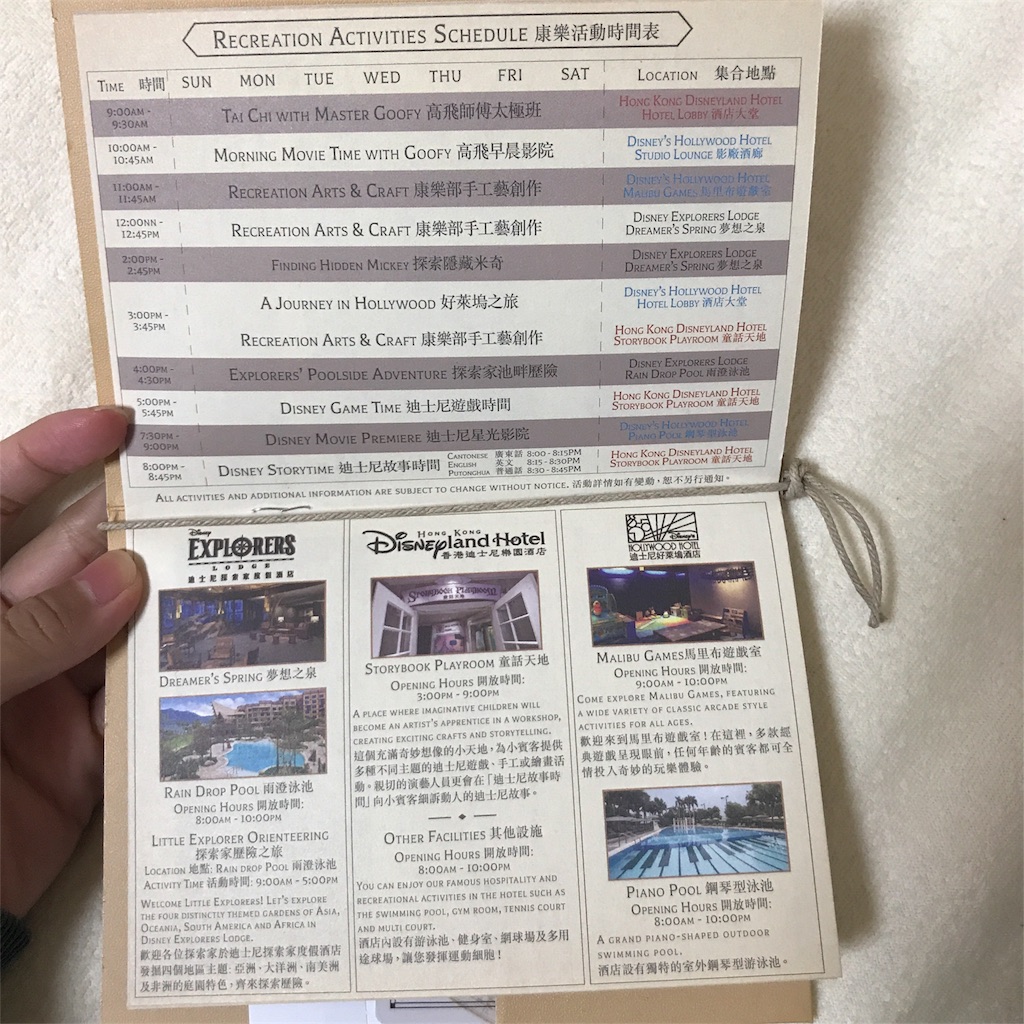 RECREATION ACTIVITIES SCHEDULE 康樂活動時間表
TIME 時間 SUN MON TUE WED THU FRI SAT LOCATION 集合地點
9:00AM - 9:30AM
TAI CHI WITH MASTER GOOFY 高飛師傅太極班
HONG KONG DISNEYLAND HOTEL
HOTEL LOBBY 酒店大堂
10:00AM - 10:45AM
MORNING MOVIE TIME WITH GOOFY 高飛早晨影院
DISNEY'S HOLLYWOOD HOTEL
STUDIO LOUNGE 影廠酒廊
11:00AM - 11:45AM
RECREATION ARTS & CRAFT 康樂部手工藝創作
DISNEY'S HOLLYWOOD HOTEL
MALIBU GAMES 馬里布遊戲室
12:00NN - 12:45PM
RECREATION ARTS & CRAFT 康樂部手工藝創作
DISNEY EXPLORERS LODGE
DREAMER'S SPRING 夢想之泉
2:00PM - 2:45PM
FINDING HIDDEN MICKEY 探索隱藏米奇
DISNEY EXPLORERS LODGE
DREAMER'S SPRING 夢想之泉
3:00PM - 3:45PM
A JOURNEY IN HOLLYWOOD 好萊塢之旅
DISNEY'S HOLLYWOOD HOTEL
HOTEL LOBBY 酒店大堂
RECREATION ARTS & CRAFT 康樂部手工藝創作
HONG KONG DISNEYLAND HOTEL
STORYBOOK PLAYROOM 童話天地
4:00PM - 4:30PM
EXPLORERS' POOLSIDE ADVENTURE 探索家池畔歷險
DISNEY EXPLORERS LODGE
RAIN DROP POOL 雨澄泳池
5:00PM - 5:45PM
DISNEY GAME TIME 迪士尼遊戲時間
HONG KONG DISNEYLAND HOTEL
STORYBOOK PLAYROOM 童話天地
7:30PM - 9:00PM
DISNEY MOVIE PREMIERE 迪士尼星光影院
DISNEY'S HOLLYWOOD HOTEL
PIANO POOL 鋼琴型泳池
8:00PM - 8:45PM
DISNEY STORYTIME 迪士尼故事時間
CANTONESE 廣東話 8:00 - 8:15PM
ENGLISH 英文 8:15 - 8:30PM
PUTONGHUA 普通話 8:30 - 8:45PM
HONG KONG DISNEYLAND HOTEL
STORYBOOK PLAYROOM 童話天地
ALL ACTIVITIES AND ADDITIONAL INFORMATION ARE SUBJECT TO CHANGE WITHOUT NOTICE. 活動詳情如有變動，恕不另行通知。
Disney
EXPLORERS
LODGE
迪士尼探索家度假酒店
DREAMER'S SPRING 夢想之泉
RAIN DROP POOL 雨澄泳池
OPENING HOURS 開放時間:
8:00AM - 10:00PM
LITTLE EXPLORER ORIENTEERING
探索家歷險之旅
LOCATION 地點: RAIN DROP POOL 雨澄泳池
ACTIVITY TIME 活動時間: 9:00AM - 5:00PM
WELCOME LITTLE EXPLORERS! LET'S EXPLORE
THE FOUR DISTINCTLY THEMED GARDENS OF ASIA,
OCEANIA, SOUTH AMERICA AND AFRICA IN
DISNEY EXPLORERS LODGE.
歡迎各位探索家於迪士尼探索家度假酒店
發掘四個地區主題: 亞洲、大洋洲、南美洲
及非洲的庭園特色，齊來探索歷險。
HONG KONG
Disneyland Hotel
香港迪士尼樂園酒店
STORYBOOK PLAYROOM
童話天地
STORYBOOK PLAYROOM 童話天地
OPENING HOURS 開放時間:
3:00PM - 9:00PM
A PLACE WHERE IMAGINATIVE CHILDREN WILL
BECOME AN ARTIST'S APPRENTICE IN A WORKSHOP,
CREATING EXCITING CRAFTS AND STORYTELLING.
這個充滿奇妙想像的小天地，為小賓客提供
多種不同主題的迪士尼遊戲、手工或繪畫活
動。親切的演藝人員更會在「迪士尼故事時
間」向小賓客細訴動人的迪士尼故事。
OTHER FACILITIES 其他設施
OPENING HOURS 開放時間:
8:00AM - 10:00PM
YOU CAN ENJOY OUR FAMOUS HOSPITALITY AND
RECREATIONAL ACTIVITIES IN THE HOTEL SUCH AS
THE SWIMMING POOL, GYM ROOM, TENNIS COURT
AND MULTI COURT.
酒店內設有游泳池、健身室、網球場及多用
途球場，讓您發揮運動細胞！
Disney's
HOLLYWOOD HOTEL
迪士尼好萊塢酒店
MALIBU GAMES馬里布遊戲室
OPENING HOURS 開放時間:
9:00AM - 10:00PM
COME EXPLORE MALIBU GAMES, FEATURING
A WIDE VARIETY OF CLASSIC ARCADE STYLE
ACTIVITIES FOR ALL AGES.
歡迎來到馬里布遊戲室！在這裡，多款經
典遊戲呈現眼前，任何年齡的賓客都可全
情投入奇妙的玩樂體驗。
PIANO POOL 鋼琴型泳池
OPENING HOURS 開放時間:
8:00AM - 10:00PM
A GRAND PIANO-SHAPED OUTDOOR
SWIMMING POOL.
酒店設有獨特的室外鋼琴型游泳池。